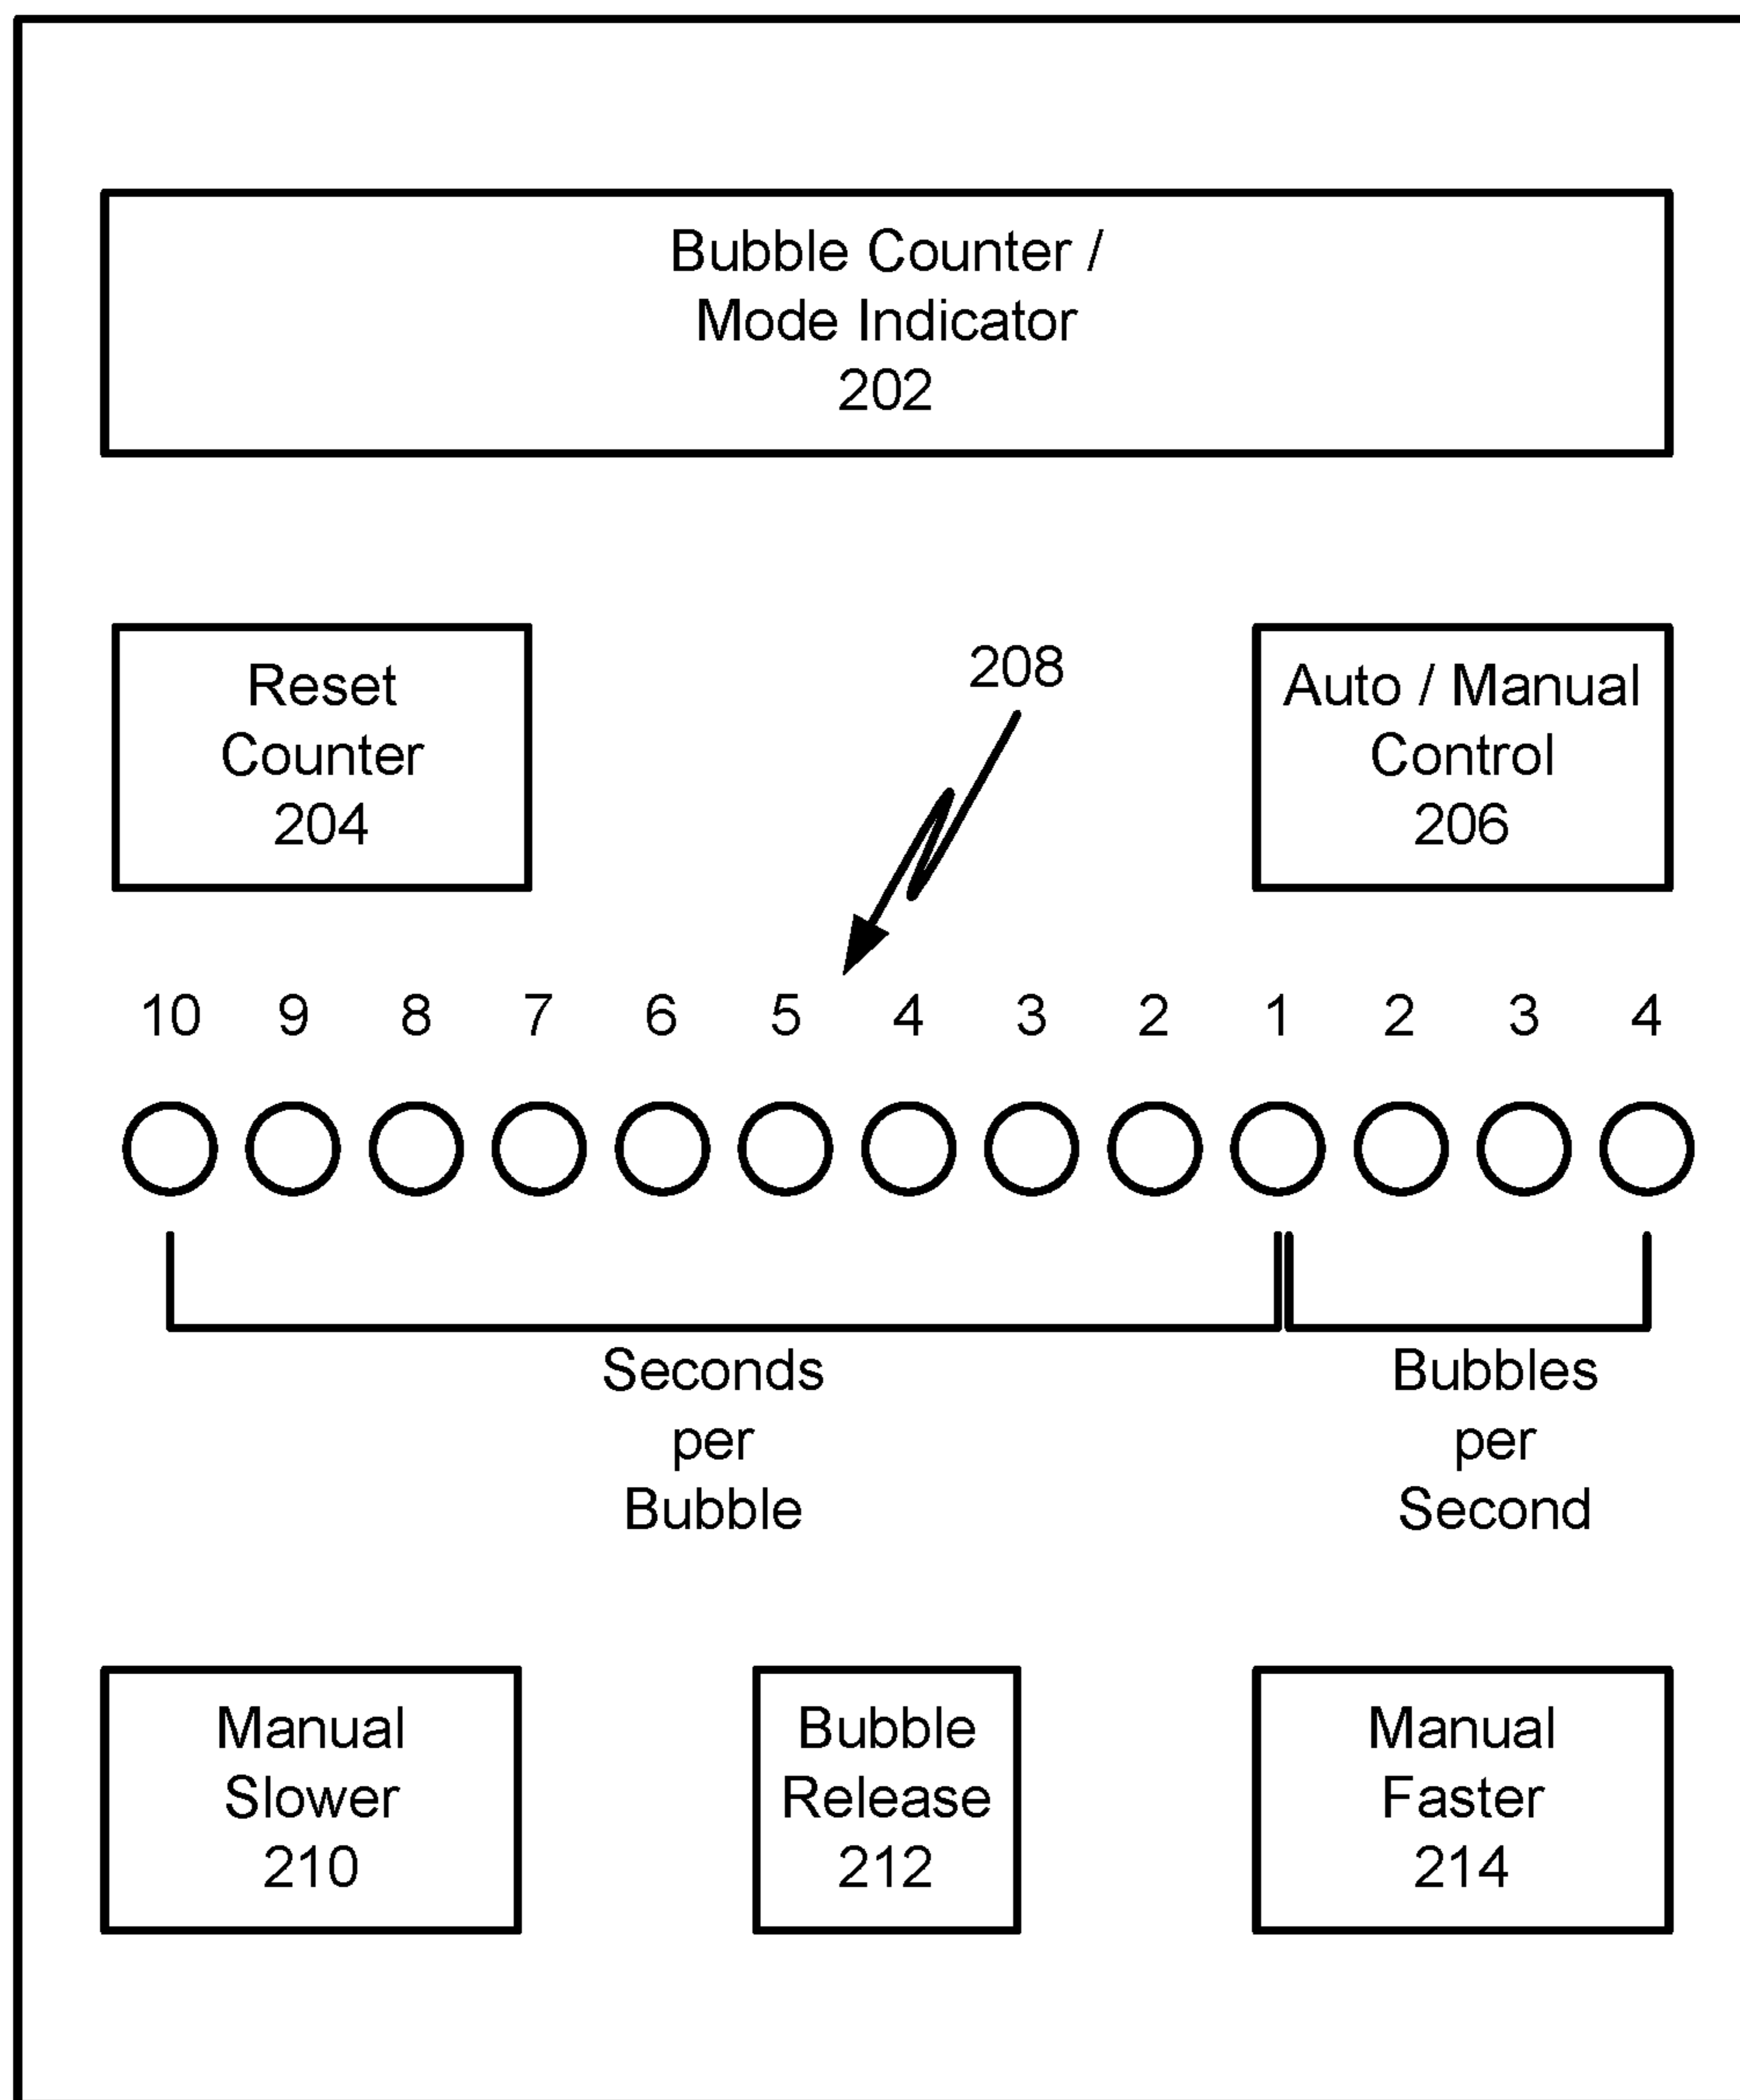 Bubble Counter /
Mode Indicator
202
Reset
Counter
204
208
Auto / Manual
Control
206
10 9 8 7 6 5 4 3 2 1 2 3 4
Seconds
per
Bubble
Bubbles
per
Second
Manual
Slower
210
Bubble
Release
212
Manual
Faster
214